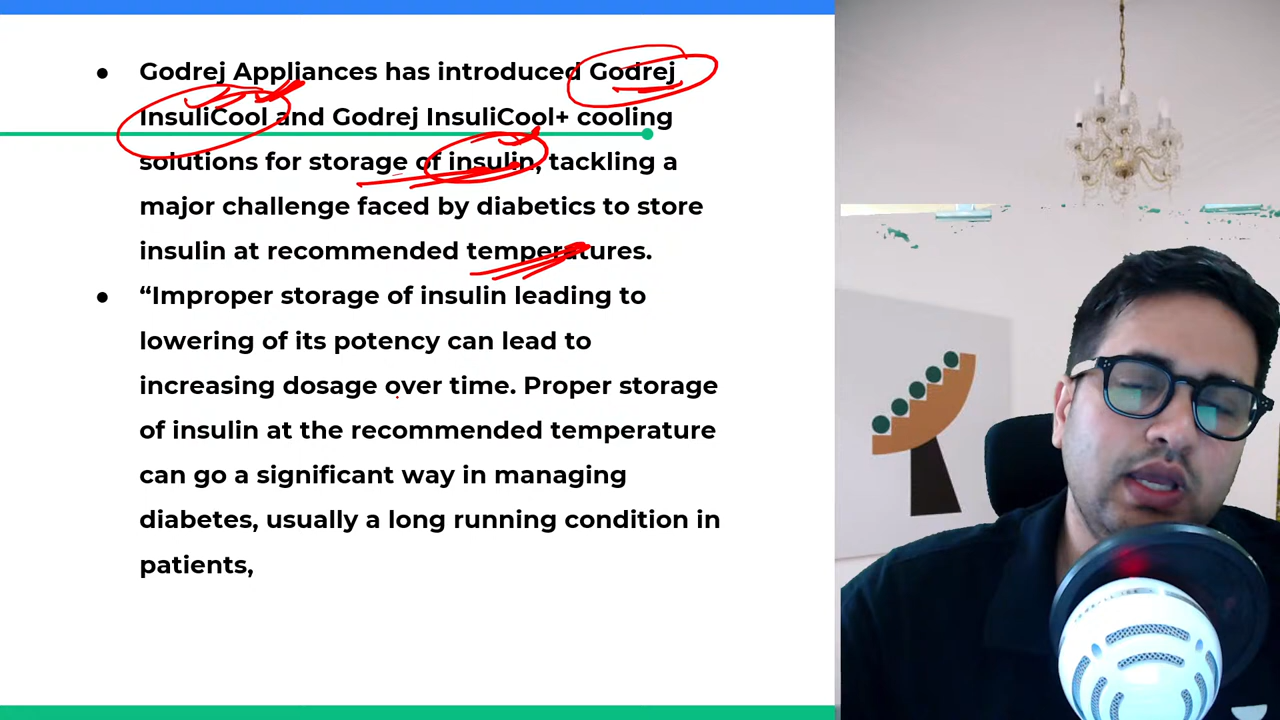 ● Godrej Appliances has introduced Godrej
InsuliCool and Godrej InsuliCool+ cooling
solutions for storage of insulin, tackling a
major challenge faced by diabetics to store
insulin at recommended temperatures.
● “Improper storage of insulin leading to
lowering of its potency can lead to
increasing dosage over time. Proper storage
of insulin at the recommended temperature
can go a significant way in managing
diabetes, usually a long running condition in
patients,